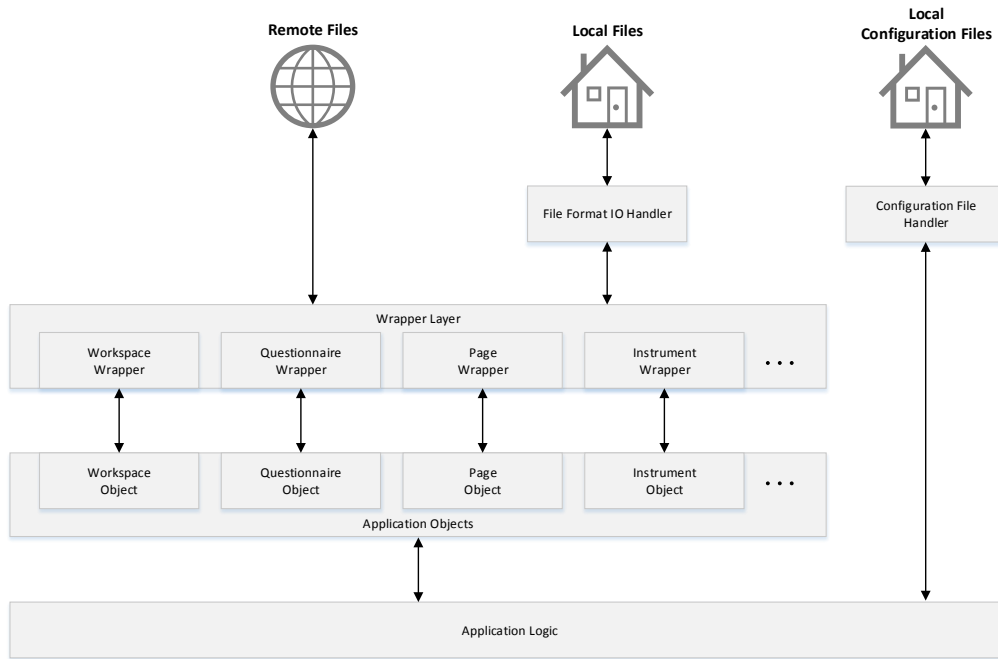 Remote Files
Local Files
Local
Configuration Files
File Format IO Handler
Configuration File
Handler
Wrapper Layer
Workspace
Wrapper
Questionnaire
Wrapper
Page
Wrapper
Instrument
Wrapper
...
Workspace
Object
Questionnaire
Object
Page
Object
Instrument
Object
...
Application Objects
Application Logic